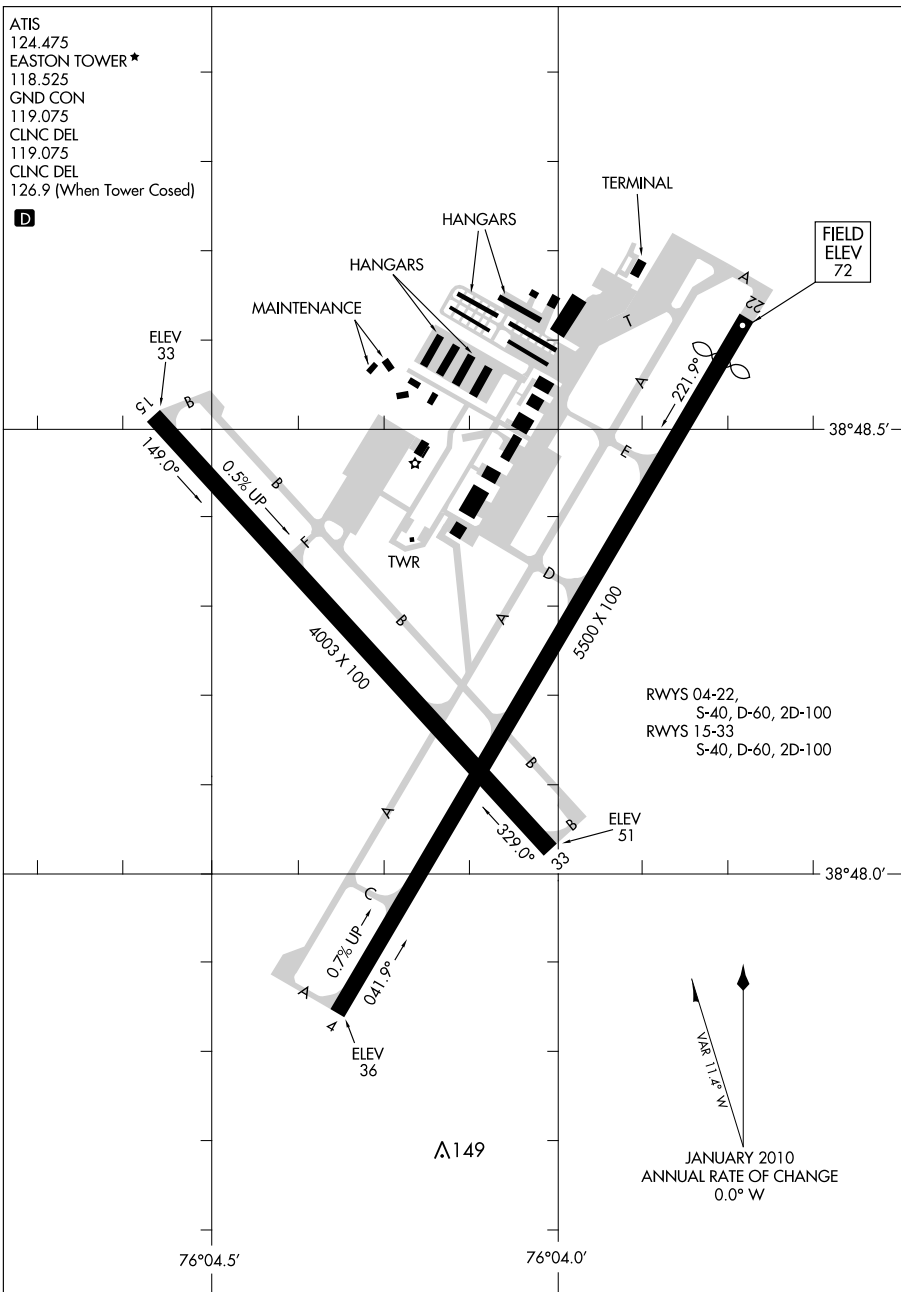 ATIS
124.475
EASTON TOWER★
118.525
GND CON
119.075
CLNC DEL
119.075
CLNC DEL
126.9 (When Tower Cosed)
D
TERMINAL
HANGARS
HANGARS
MAINTENANCE
FIELD
ELEV
72
ELEV
33
A
22
T
A
221.9°
15
B
149.0°
0.5% UP
B
E
38°48.5'
F
TWR
D
B
A
4003 X 100
5500 X 100
RWYS 04-22,
S-40, D-60, 2D-100
RWYS 15-33
S-40, D-60, 2D-100
B
A
B
329.0°
33
ELEV
51
38°48.0'
C
0.7% UP
041.9°
A
4
ELEV
36
VAR 11.4° W
149
JANUARY 2010
ANNUAL RATE OF CHANGE
0.0° W
76°04.5'
76°04.0'